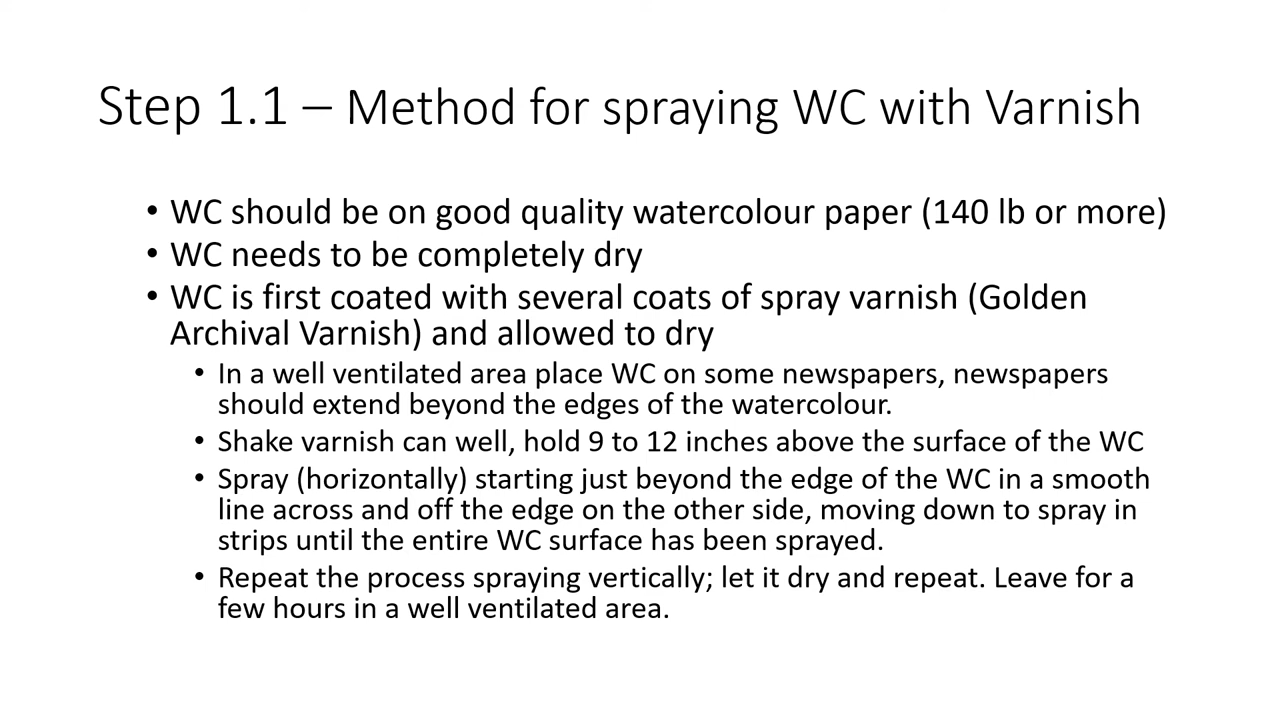 Step 1.1 – Method for spraying WC with Varnish
• WC should be on good quality watercolour paper (140 lb or more)
• WC needs to be completely dry
• WC is first coated with several coats of spray varnish (Golden
Archival Varnish) and allowed to dry
• In a well ventilated area place WC on some newspapers, newspapers
should extend beyond the edges of the watercolour.
• Shake varnish can well, hold 9 to 12 inches above the surface of the WC
• Spray (horizontally) starting just beyond the edge of the WC in a smooth
line across and off the edge on the other side, moving down to spray in
strips until the entire WC surface has been sprayed.
• Repeat the process spraying vertically; let it dry and repeat. Leave for a
few hours in a well ventilated area.